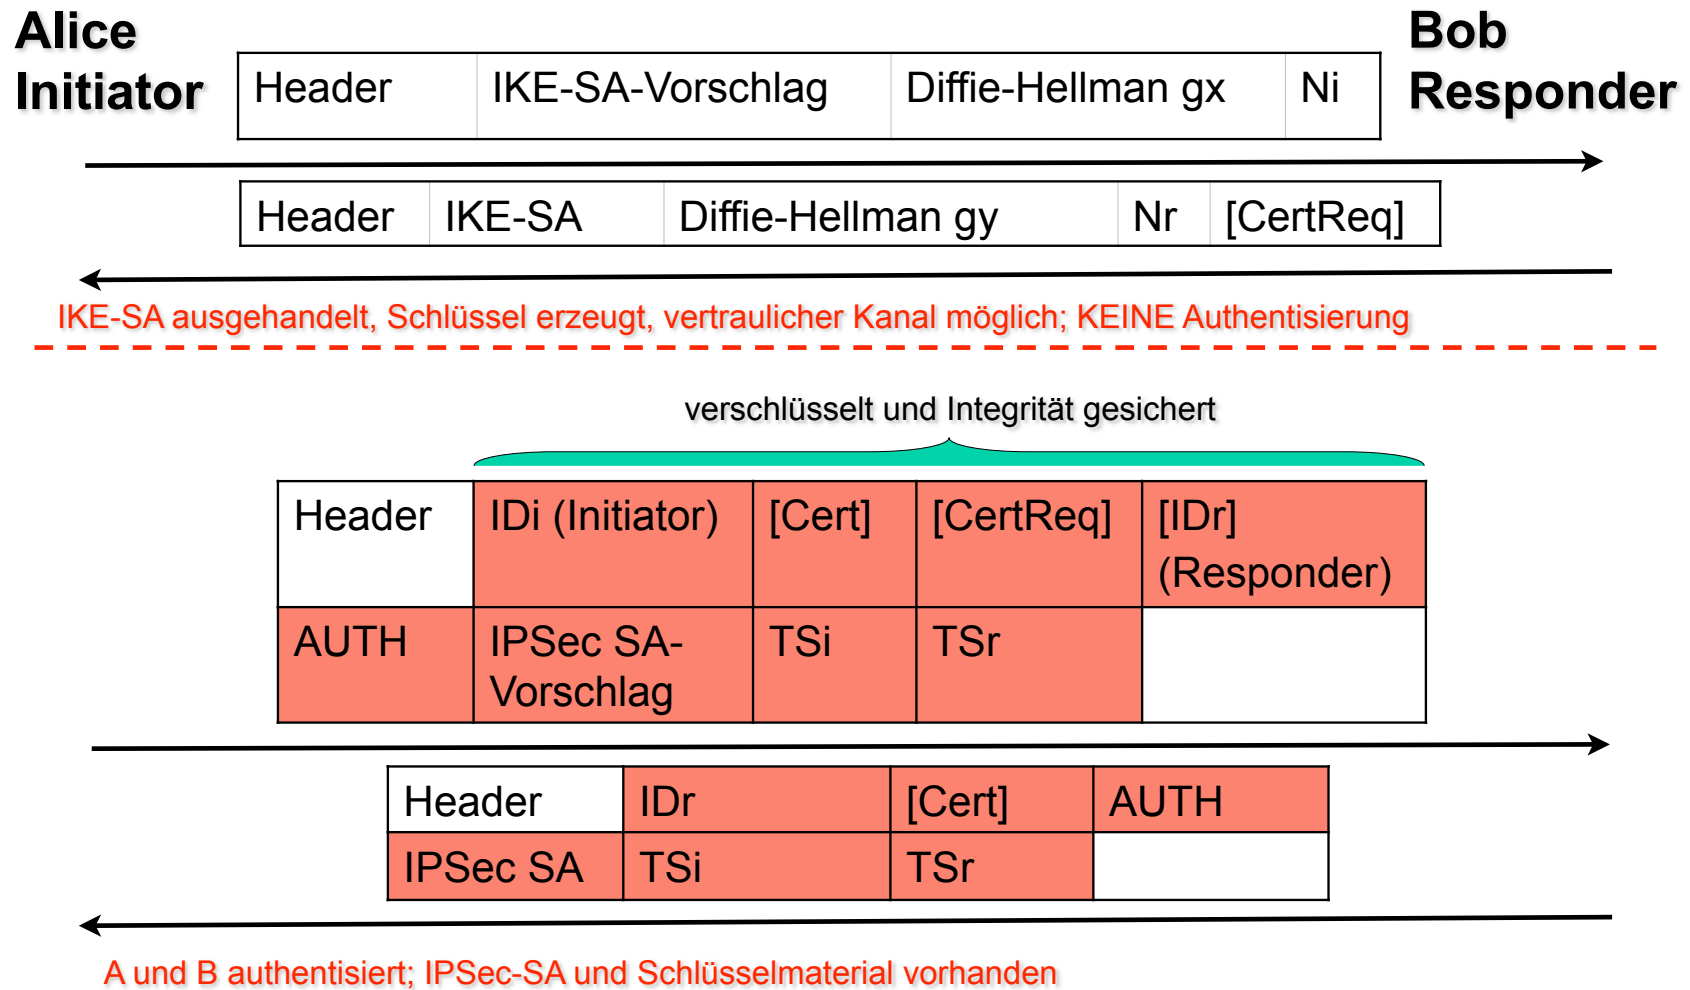 Alice
Initiator
Bob
Responder
Header IKE-SA-Vorschlag Diffie-Hellman gx Ni
Header IKE-SA Diffie-Hellman gy Nr [CertReq]
IKE-SA ausgehandelt, Schlüssel erzeugt, vertraulicher Kanal möglich; KEINE Authentisierung
verschlüsselt und Integrität gesichert
Header IDi (Initiator) [Cert] [CertReq] [IDr]
(Responder)
AUTH IPSec SA- TSi TSr
Vorschlag
Header IDr [Cert] AUTH
IPSec SA TSi TSr
A und B authentisiert; IPSec-SA und Schlüsselmaterial vorhanden